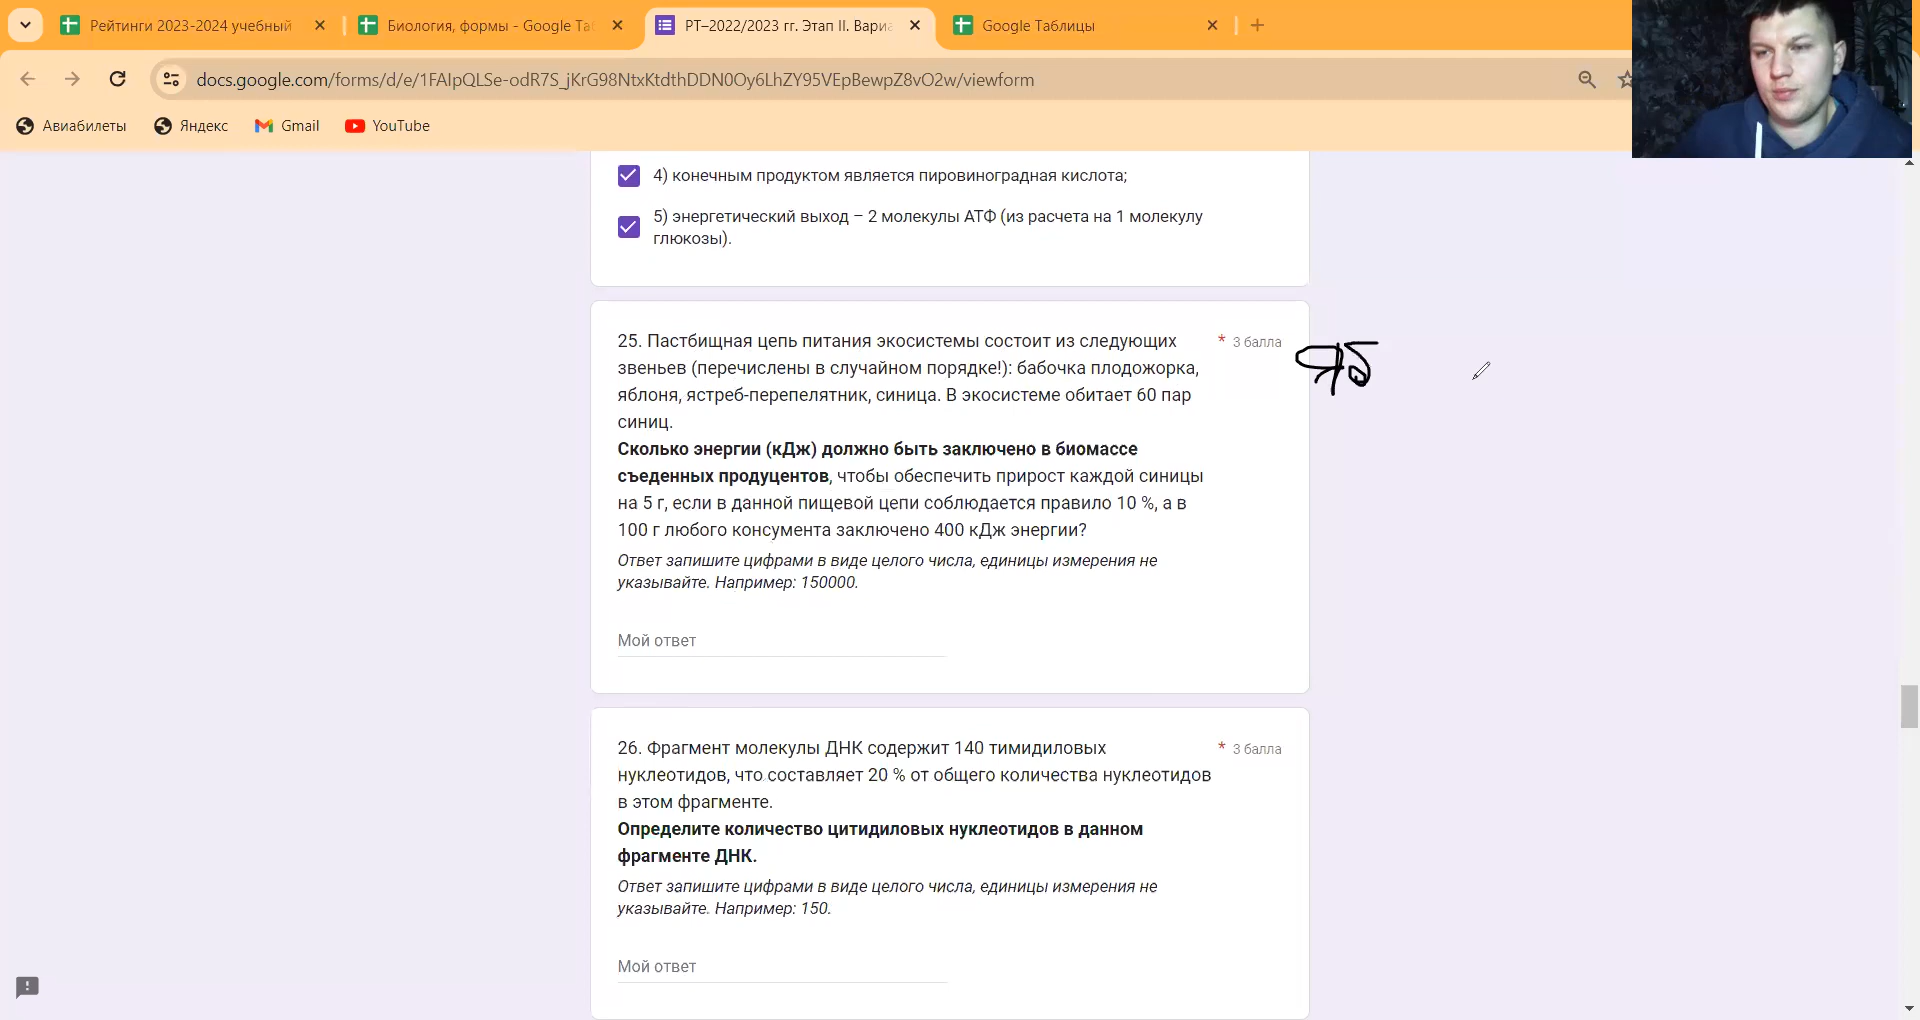 Рейтинги 2023-2024 учебный
Биология, формы - Google Та
РТ–2022/2023 гг. Этап II. Вариа
Google Таблицы
docs.google.com/forms/d/e/1FAIpQLSe-odR7S_jKrG98NtxKtdthDDN0Oy6LhZY95VEpBewpZ8vO2w/viewform
Авиабилеты
Яндекс
Gmail
YouTube
4) конечным продуктом является пировиноградная кислота;
5) энергетический выход – 2 молекулы АТФ (из расчета на 1 молекулу
глюкозы).
25. Пастбищная цепь питания экосистемы состоит из следующих
* 3 балла
Яб
звеньев (перечислены в случайном порядке!): бабочка плодожорка,
яблоня, ястреб-перепелятник, синица. В экосистеме обитает 60 пар
синиц.
Сколько энергии (кДж) должно быть заключено в биомассе
съеденных продуцентов, чтобы обеспечить прирост каждой синицы
на 5 г, если в данной пищевой цепи соблюдается правило 10 %, а в
100 г любого консумента заключено 400 кДж энергии?
Ответ запишите цифрами в виде целого числа, единицы измерения не
указывайте. Например: 150000.
Мой ответ
26. Фрагмент молекулы ДНК содержит 140 тимидиловых
* 3 балла
нуклеотидов, что составляет 20 % от общего количества нуклеотидов
в этом фрагменте.
Определите количество цитидиловых нуклеотидов в данном
фрагменте ДНК.
Ответ запишите цифрами в виде целого числа, единицы измерения не
указывайте. Например: 150.
Мой ответ